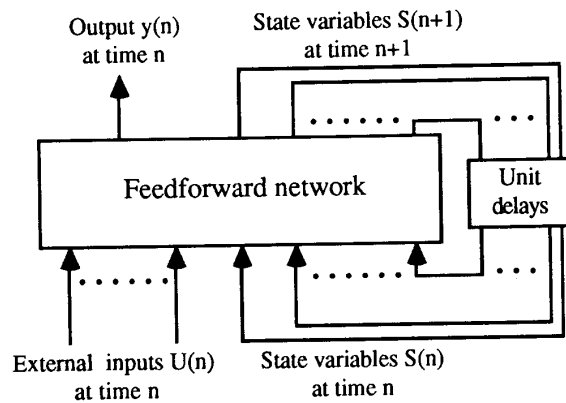 Output y(n)
at time n
State variables S(n+1)
at time n+1
Feedforward network
Unit
delays
External inputs U(n)
at time n
State variables S(n)
at time n